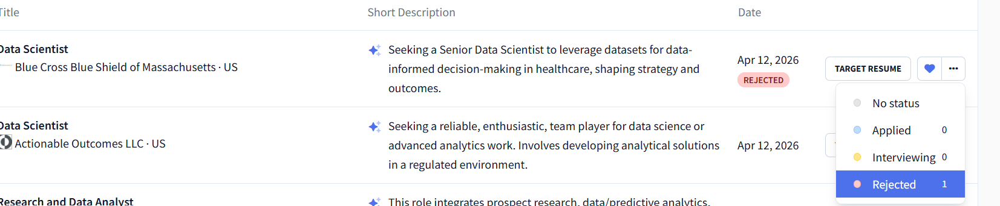 Title Short Description Date
Data Scientist
Blue Cross Blue Shield of Massachusetts · US
Seeking a Senior Data Scientist to leverage datasets for data-
informed decision-making in healthcare, shaping strategy and
outcomes.
Apr 12, 2026
REJECTED
TARGET RESUME
No status
Applied 0
Interviewing 0
Rejected 1
Data Scientist
Actionable Outcomes LLC · US
Seeking a reliable, enthusiastic, team player for data science or
advanced analytics work. Involves developing analytical solutions
in a regulated environment.
Apr 12, 2026
Research and Data Analyst
This role integrates prospect research, data/predictive analytics,